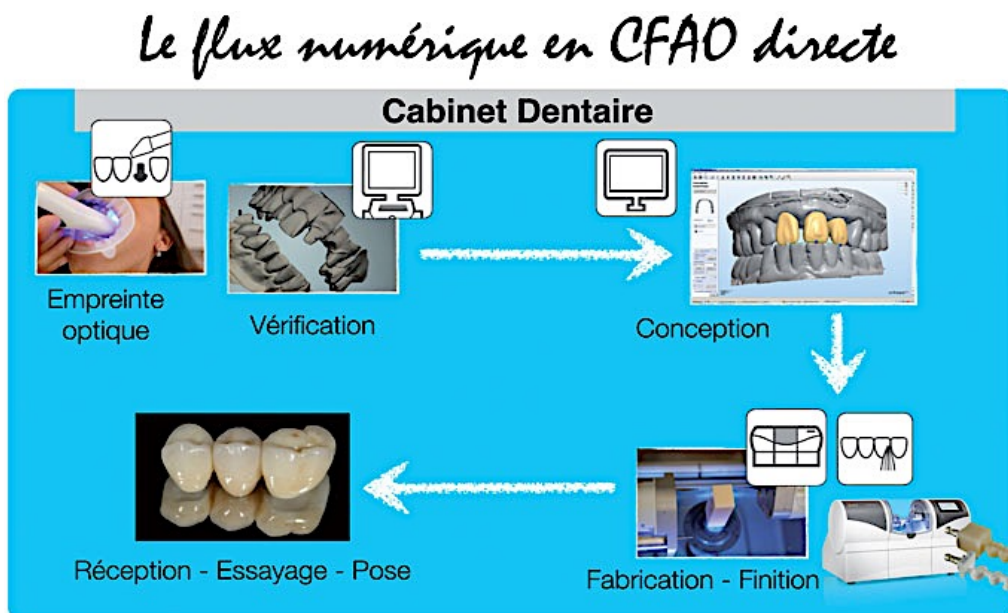 Le flux numérique en CFAO directe
Cabinet Dentaire
Empreinte
optique
Vérification
Conception
Réception - Essayage - Pose
Fabrication - Finition